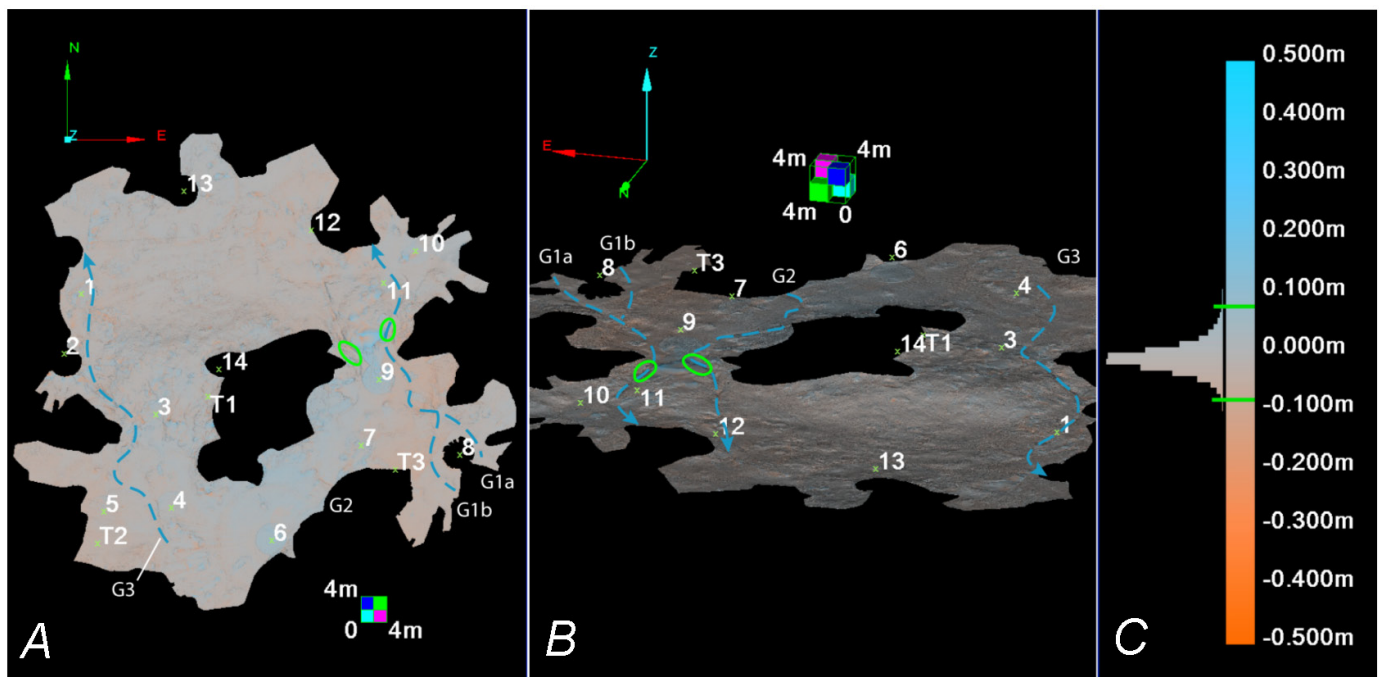 N
Z
E
13
12
10
1
11
2
14
9
3
T1
7
8
T3
G1a
5
4
G2
G1b
T2
6
G3
4m
0
4m
A
Z
E
N
4m
4m
4m
0
G1a
G1b
8
T3
6
G3
G2
7
4
9
14
T1
3
10
11
12
1
13
B
0.500m
0.400m
0.300m
0.200m
0.100m
0.000m
-0.100m
-0.200m
-0.300m
-0.400m
-0.500m
C